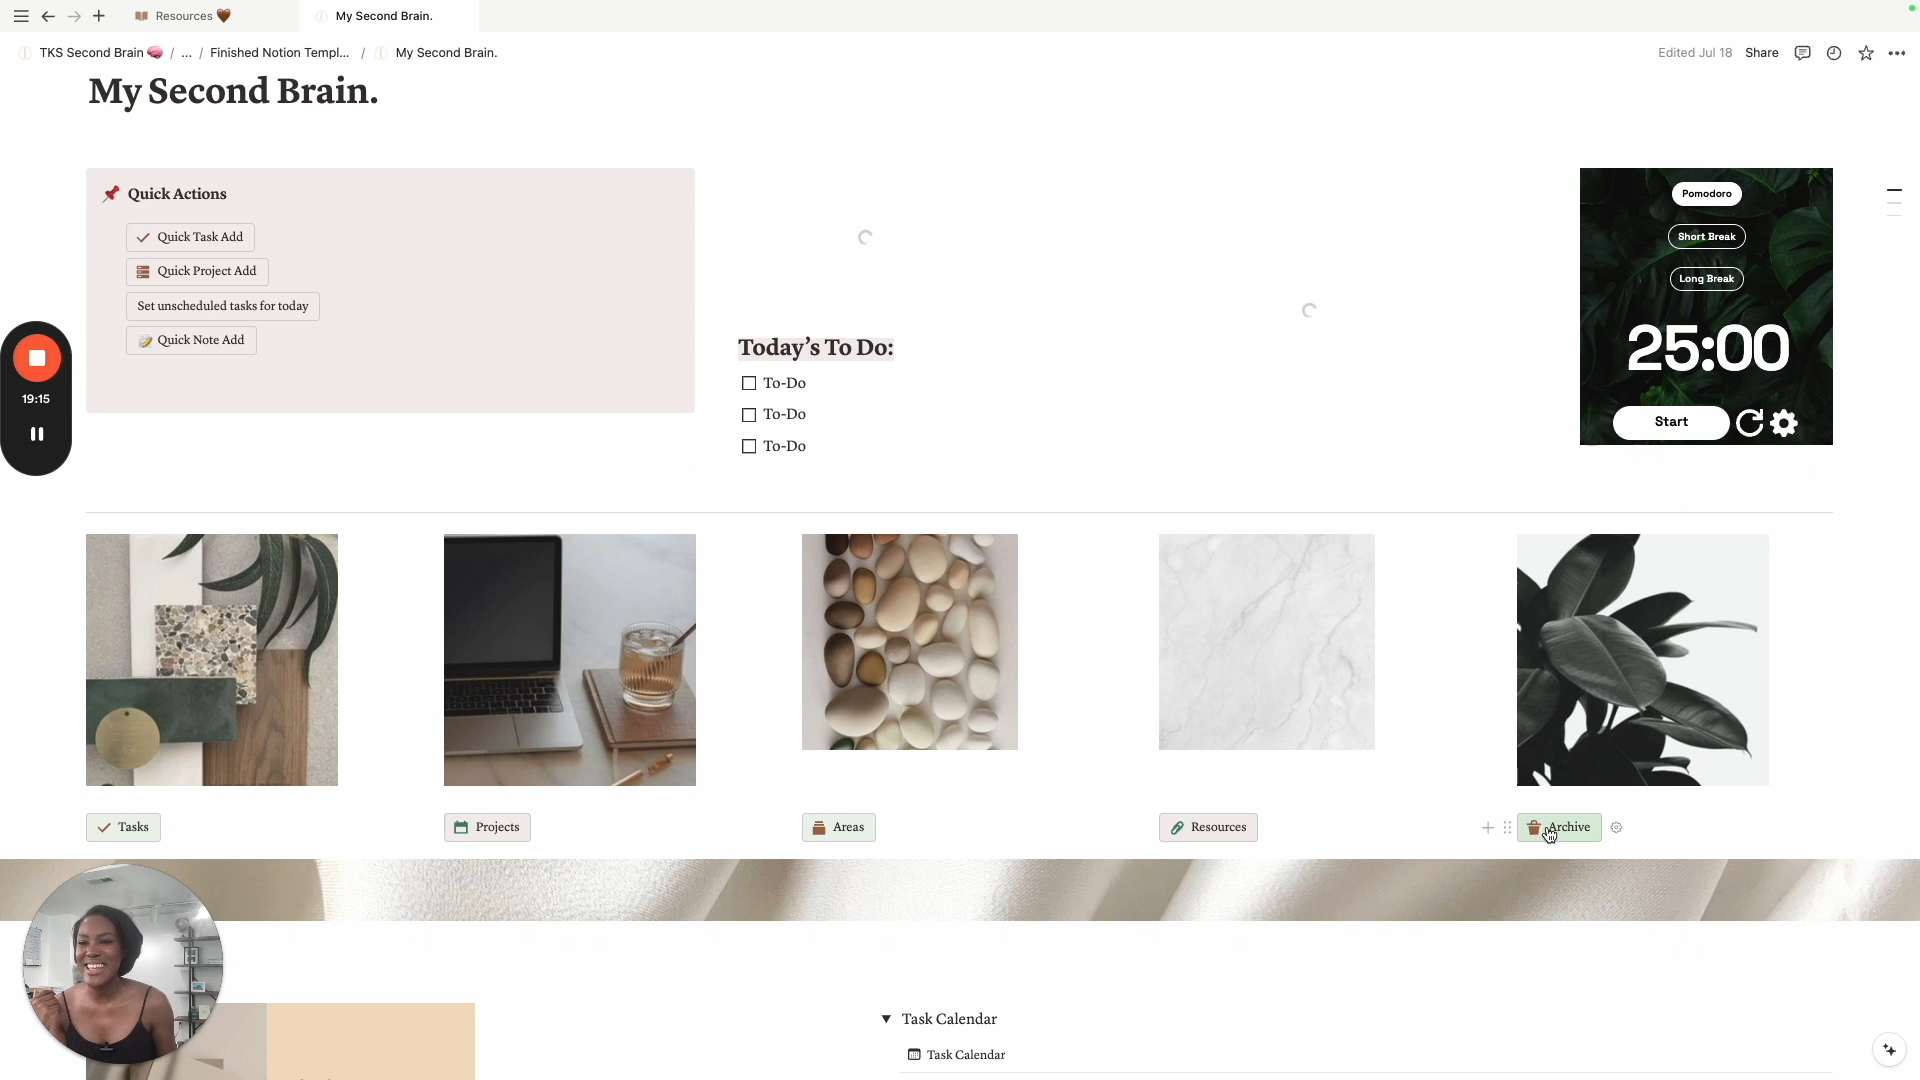 Resources
My Second Brain.
TKS Second Brain / ... / Finished Notion Templ... / My Second Brain.
Edited Jul 18 Share
My Second Brain.
Quick Actions
Quick Task Add
Quick Project Add
Set unscheduled tasks for today
Quick Note Add
Today's To Do:
To-Do
To-Do
To-Do
Pomodoro
Short Break
Long Break
25:00
Start
19:15
Tasks
Projects
Areas
Resources
Archive
Task Calendar
Task Calendar